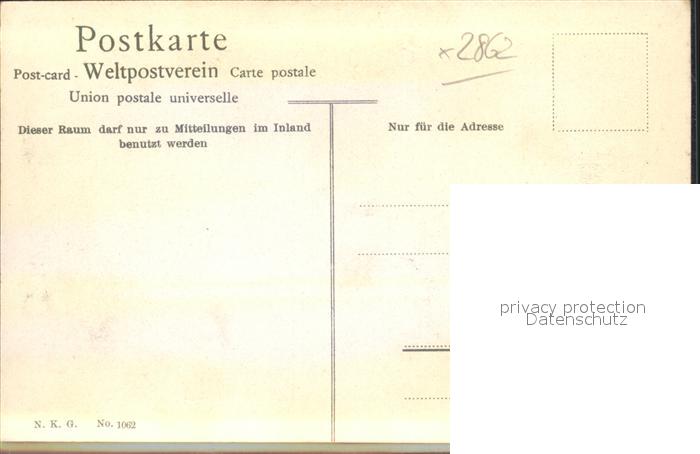 Postkarte
Post-card - Weltpostverein Carte postale
Union postale universelle
x2862
Dieser Raum darf nur zu Mitteilungen im Inland
benutzt werden
Nur für die Adresse
privacy protection
Datenschutz
N. K. G. No. 1062